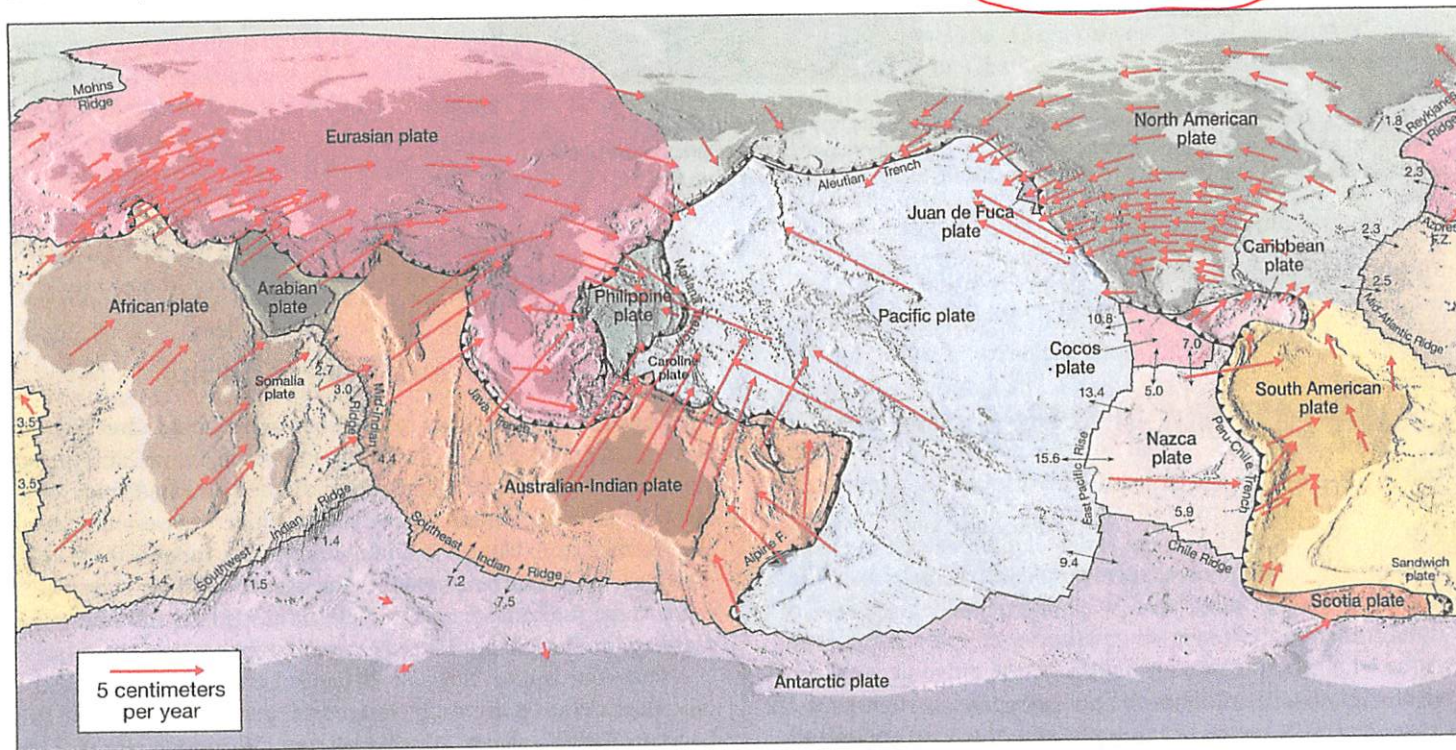 Mohns
Ridge
Eurasian plate
North American
plate
1.8
Reykjanes
Ridge
Aleutian Trench
2.3
Juan de Fuca
plate
2.3
Caribbean
plate
African plate
Arabian
plate
Philippine
plate
Mariana
Pacific plate
2.5
Mid-Atlantic Ridge
10.8
7.0
Cocos
plate
Caroline
plate
Somalia
plate
2.7
3.0
Mid-Indian
Ridge
Java
Trench
5.0
13.4
South American
plate
3.5
Nazca
plate
Peru-Chile Trench
4.4
15.6
East Pacific Rise
3.5
Australian-Indian plate
5.9
Chile Ridge
Alpine F.
9.4
Southwest Indian Ridge
1.4
1.4
1.5
Southeast Indian Ridge
7.2
7.5
Sandwich
plate
Scotia plate
Antarctic plate
5 centimeters
per year